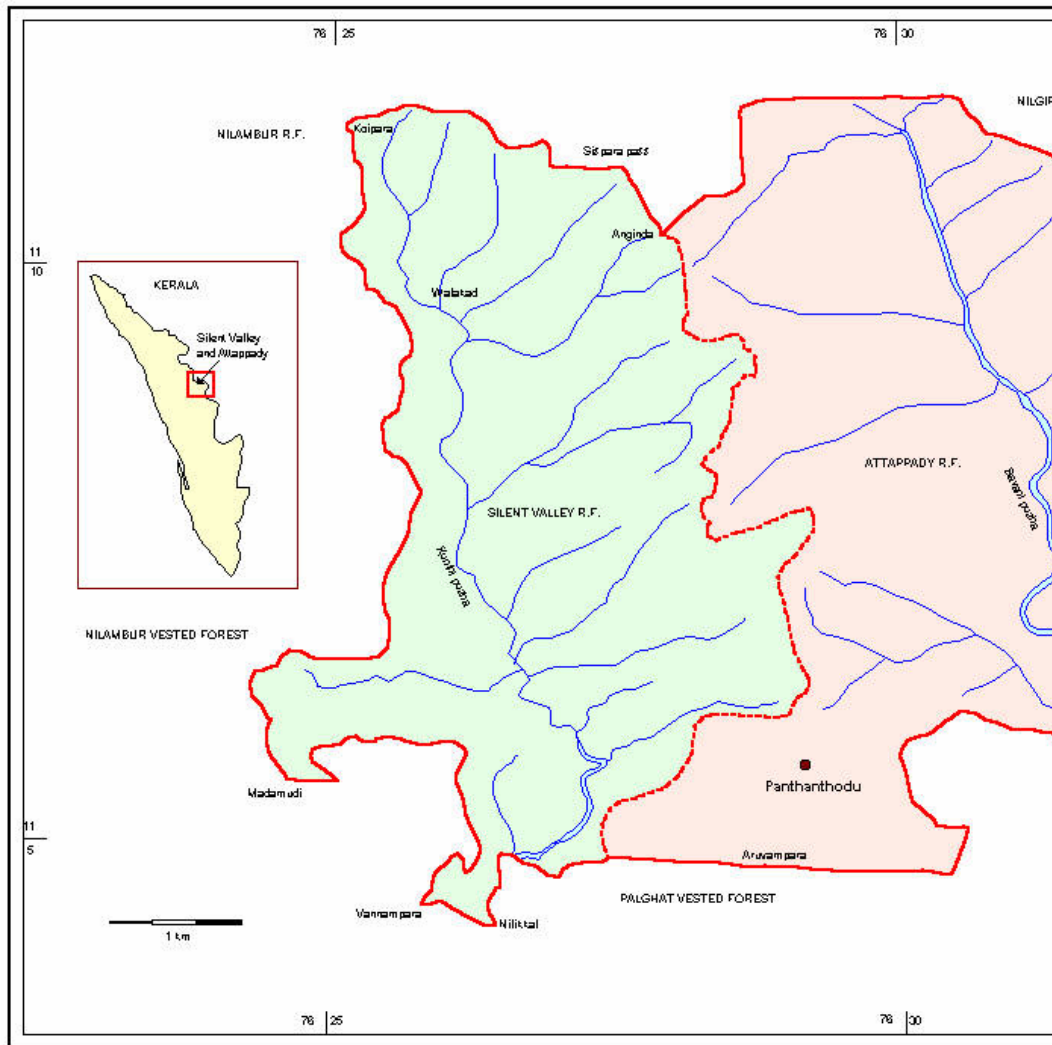 76 25
76 30
NILGIR
NILAMBUR R.F.
Koipara
Sispara pass
Anginda
11
10
Walakad
KERALA
Silent Valley
and Attappady
ATTAPPADY R.F.
Bavani puzha
SILENT VALLEY R.F.
Kunthi puzha
NILAMBUR VESTED FOREST
Madamudi
Panthanthodu
11
5
Aruvampara
PALGHAT VESTED FOREST
Vannampara
Nilikkal
1 km
76 25
76 30